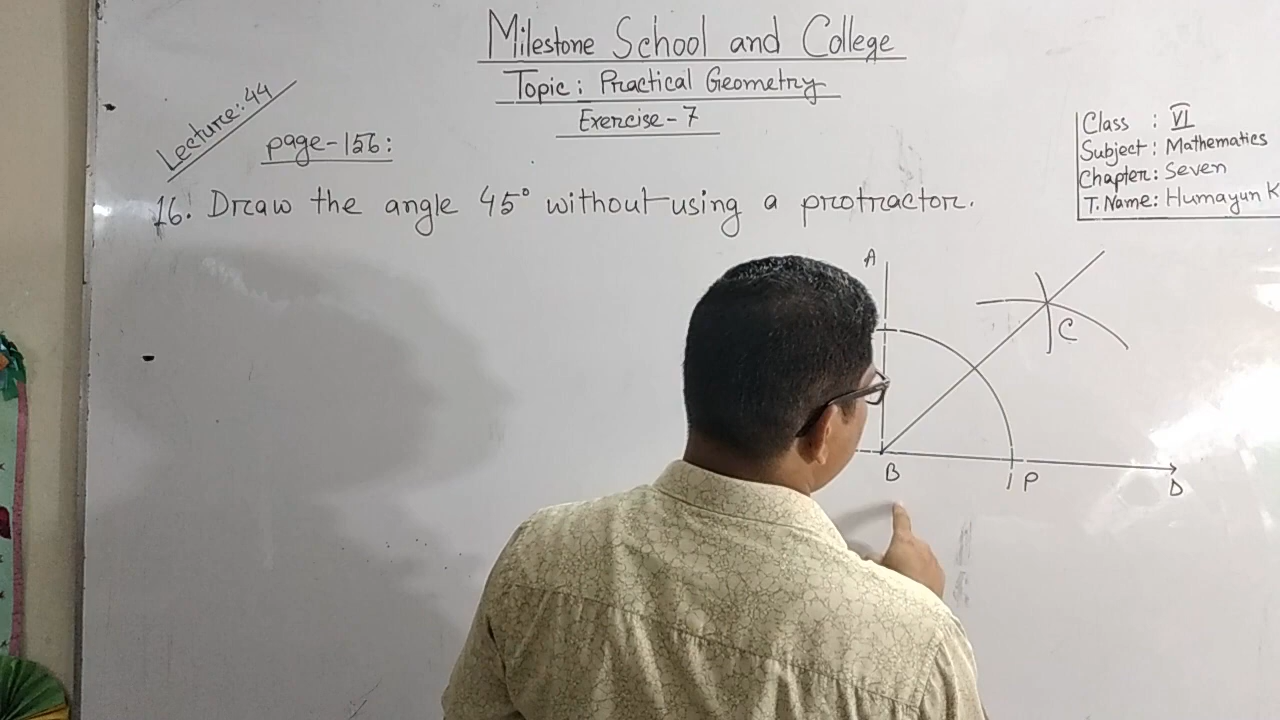 Milestone School and College
Topic: Practical Geometry
Exercise-7
Lecture:44
page-156:
Class : VI
Subject: Mathematics
Chapter: Seven
T. Name: Humayun K
16. Draw the angle 45° without using a protractor.
A
C
B
P
D